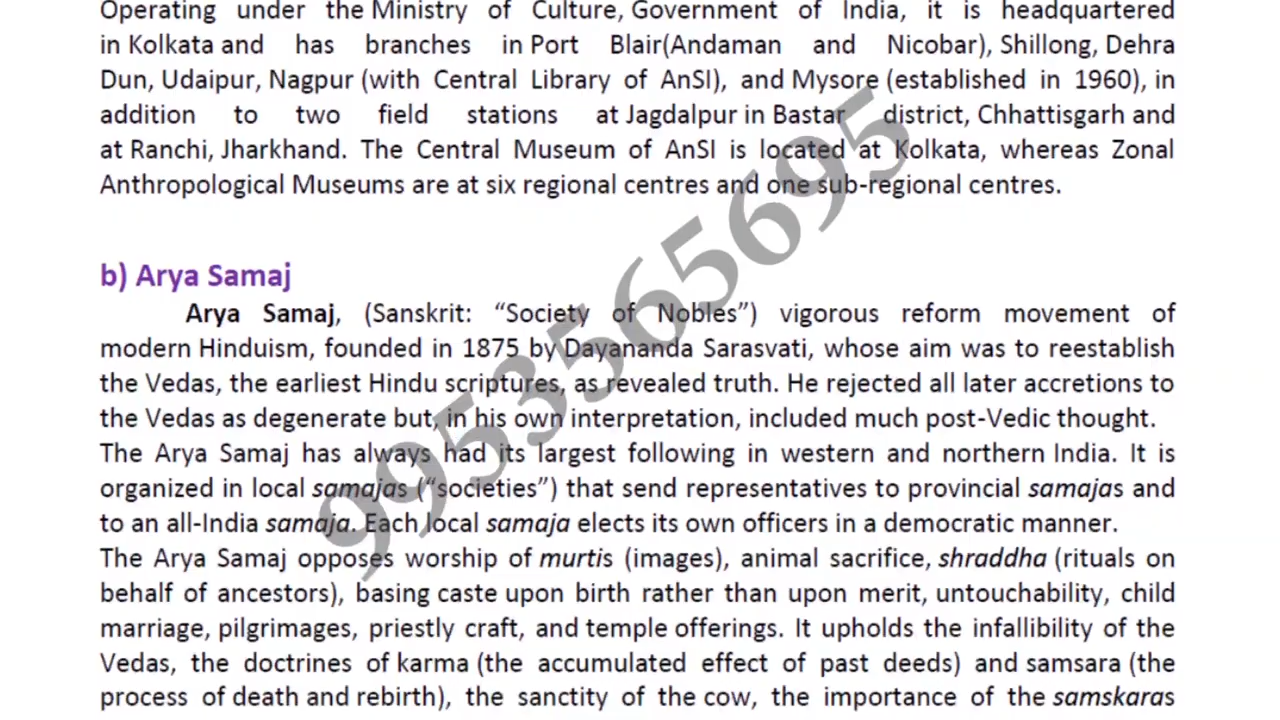 Operating under the Ministry of Culture, Government of India, it is headquartered
in Kolkata and has branches in Port Blair(Andaman and Nicobar), Shillong, Dehra
Dun, Udaipur, Nagpur (with Central Library of AnSI), and Mysore (established in 1960), in
addition to two field stations at Jagdalpur in Bastar district, Chhattisgarh and
at Ranchi, Jharkhand. The Central Museum of AnSI is located at Kolkata, whereas Zonal
Anthropological Museums are at six regional centres and one sub-regional centres.
b) Arya Samaj
Arya Samaj, (Sanskrit: “Society of Nobles”) vigorous reform movement of
modern Hinduism, founded in 1875 by Dayananda Sarasvati, whose aim was to reestablish
the Vedas, the earliest Hindu scriptures, as revealed truth. He rejected all later accretions to
the Vedas as degenerate but, in his own interpretation, included much post-Vedic thought.
The Arya Samaj has always had its largest following in western and northern India. It is
organized in local samajas (“societies”) that send representatives to provincial samajas and
to an all-India samaja. Each local samaja elects its own officers in a democratic manner.
The Arya Samaj opposes worship of murtis (images), animal sacrifice, shraddha (rituals on
behalf of ancestors), basing caste upon birth rather than upon merit, untouchability, child
marriage, pilgrimages, priestly craft, and temple offerings. It upholds the infallibility of the
Vedas, the doctrines of karma (the accumulated effect of past deeds) and samsara (the
process of death and rebirth), the sanctity of the cow, the importance of the samskaras
9953565695